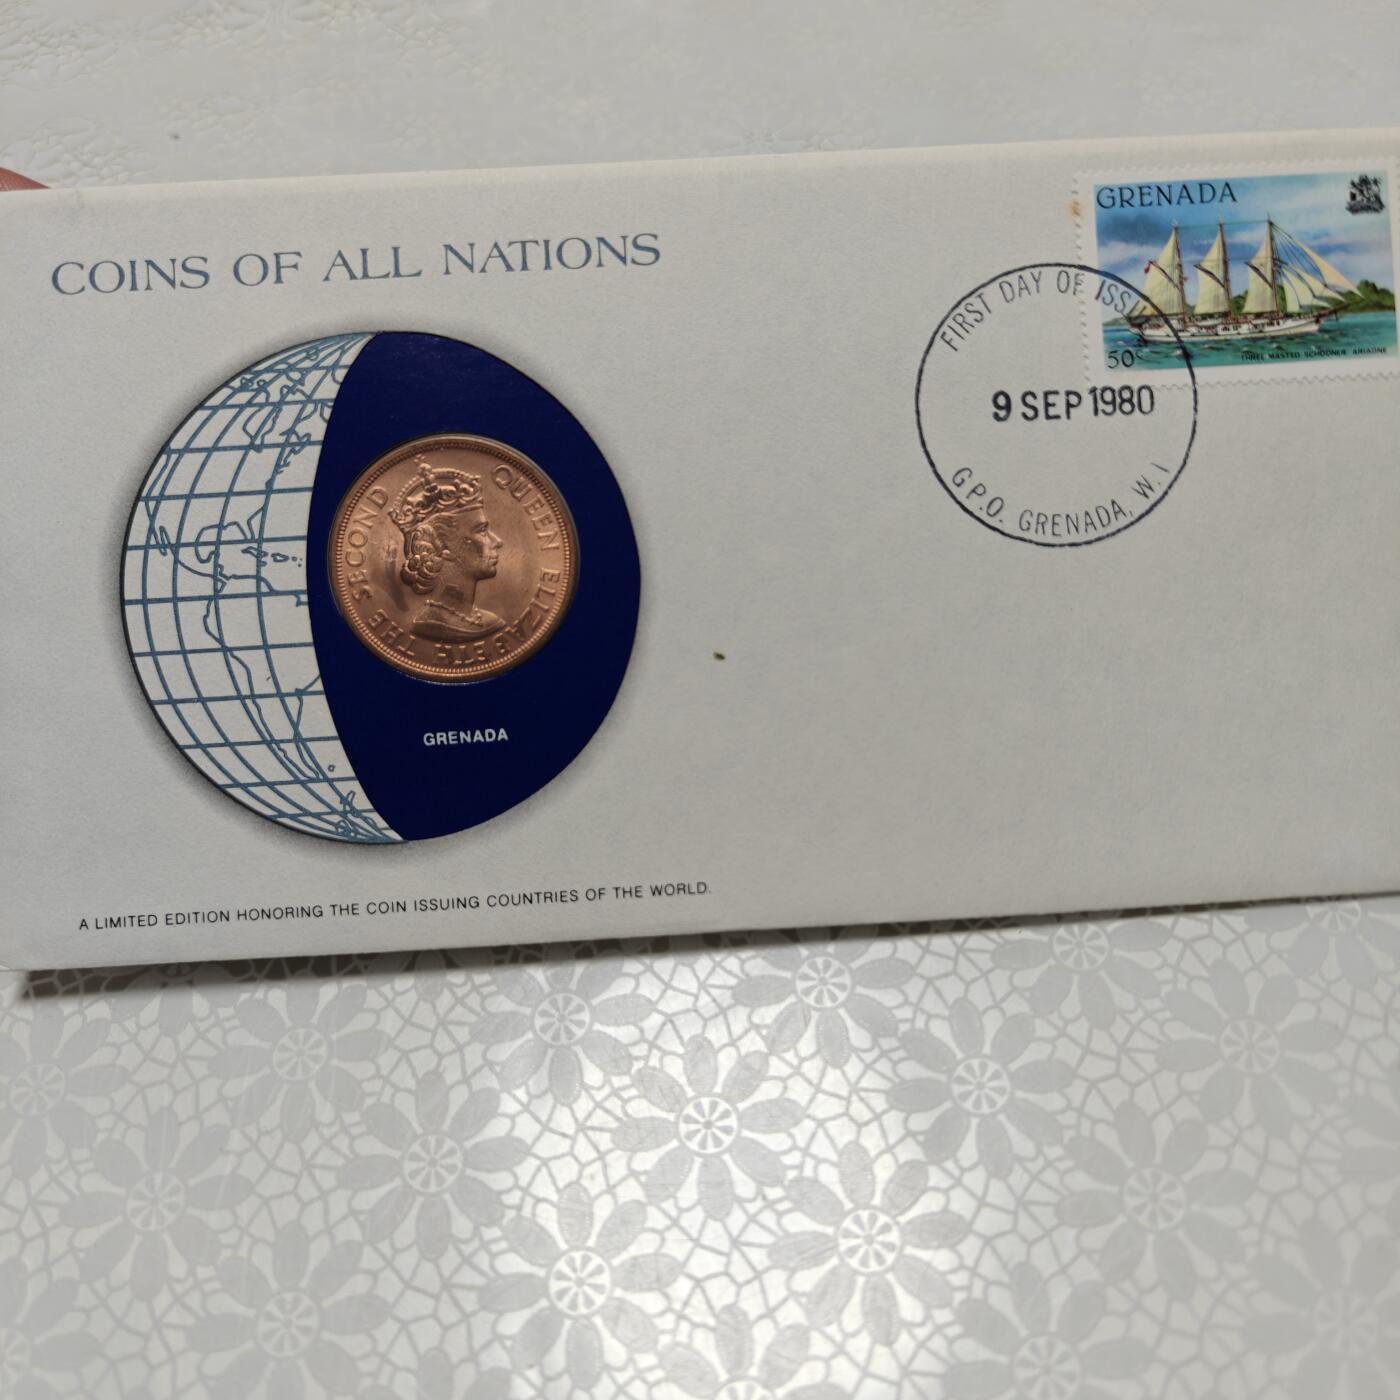 COINS OF ALL NATIONS
GRENADA
50c
THREE MASTED SCHOONER ARIADNE
FIRST DAY OF ISSUE
9 SEP 1980
G.P.O. GRENADA, W.I
QUEEN ELIZABETH THE SECOND
GRENADA
A LIMITED EDITION HONORING THE COIN ISSUING COUNTRIES OF THE WORLD.